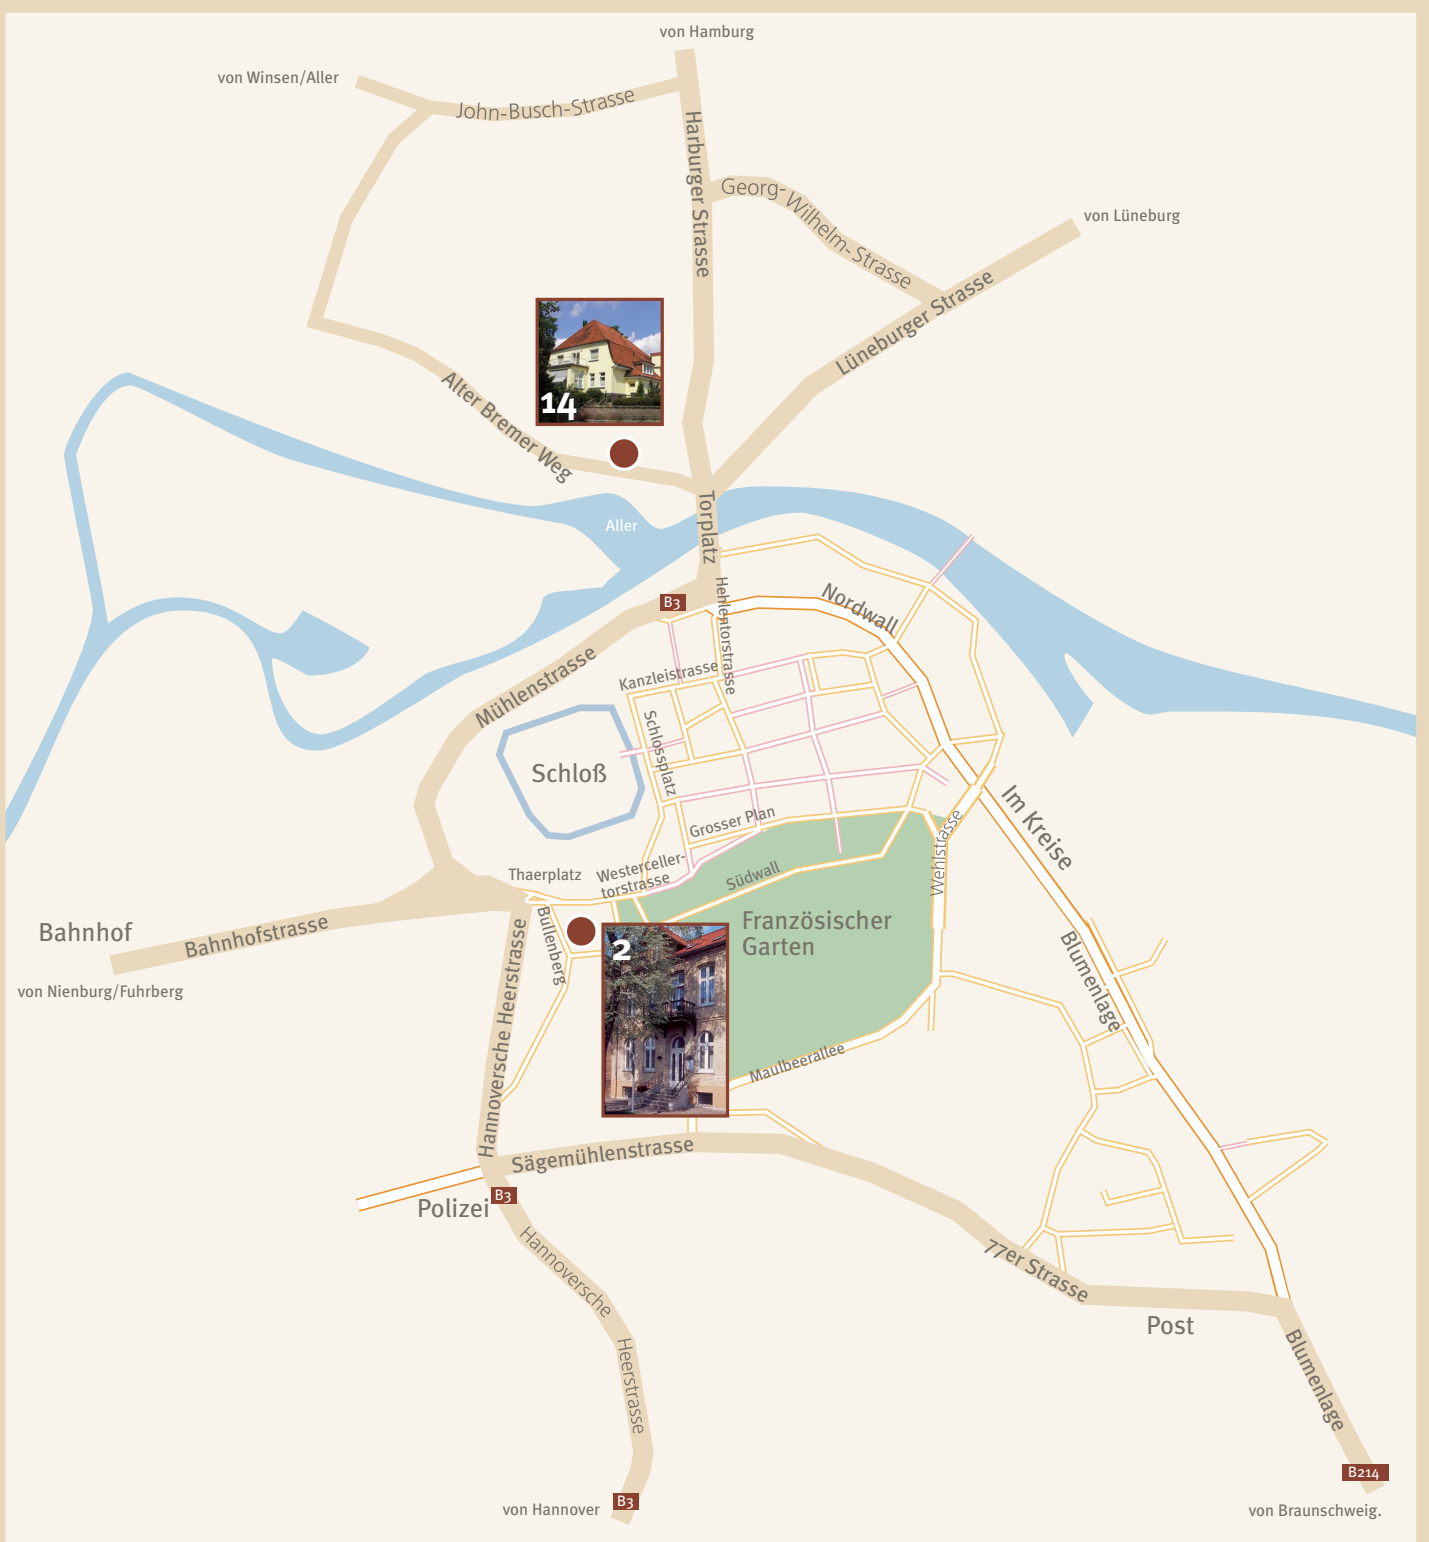 von Hamburg
von Winsen/Aller
John-Busch-Strasse
Harburger Strasse
Georg-Wilhelm-Strasse
von Lüneburg
Lüneburger Strasse
Alter Bremer Weg
14
Aller
Torplatz
B3
Hehlentorstrasse
Nordwall
Mühlenstrasse
Kanzleistrasse
Schlossplatz
Schloß
Im Kreise
Grosser Plan
Wehlstrasse
Thaerplatz
Westerceller-
torstrasse
Südwall
Bahnhof
Bahnhofstrasse
Bullenberg
2
Französischer
Garten
von Nienburg/Fuhrberg
Hannoversche Heerstrasse
Blumenlage
Maulbeerallee
Sägemühlenstrasse
Polizei
B3
Hannoversche
Heerstrasse
77er Strasse
Post
Blumenlage
B214
von Hannover
B3
von Braunschweig.